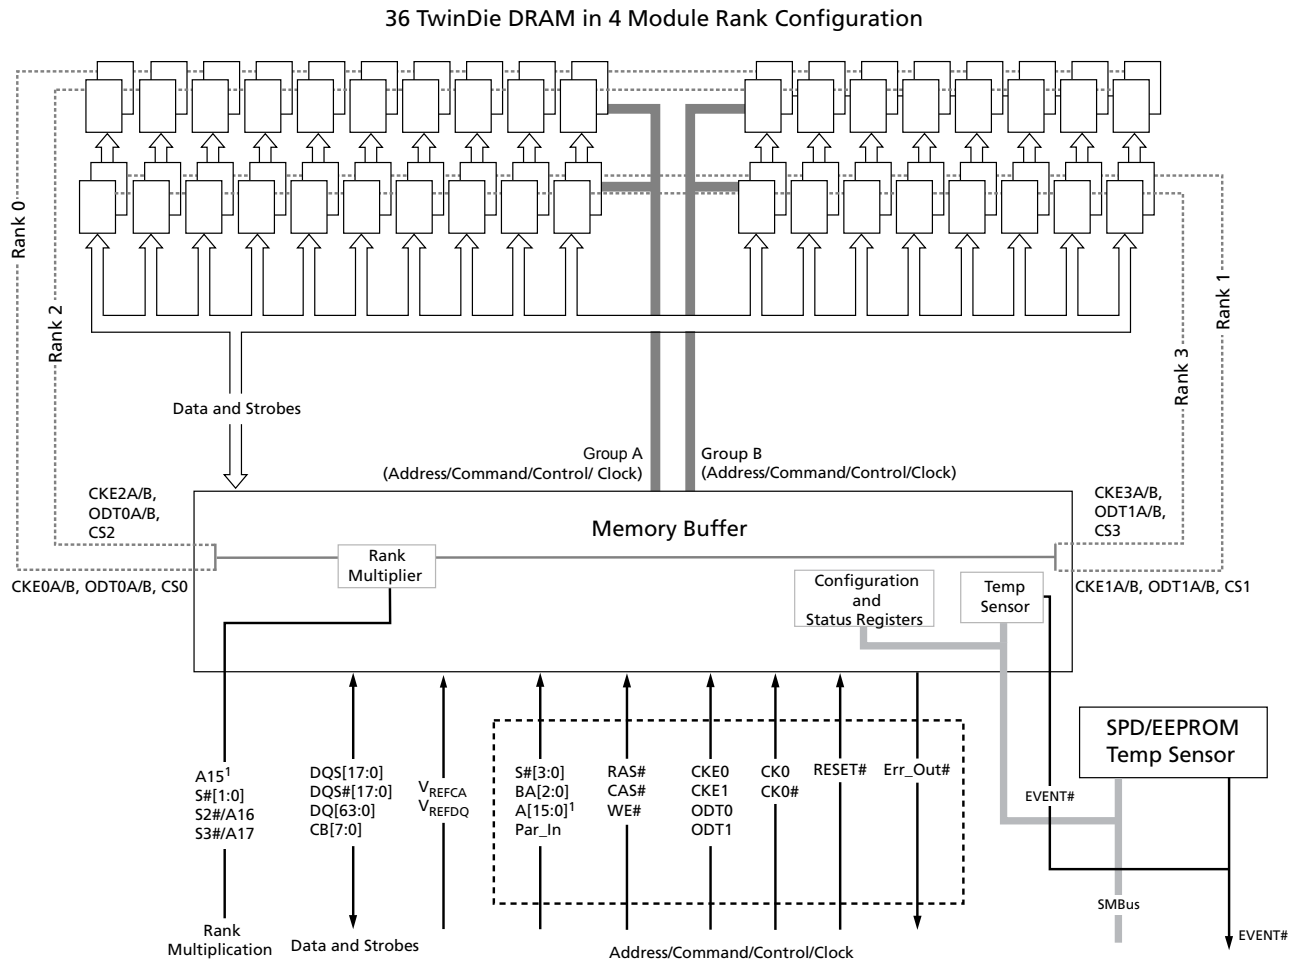 36 TwinDie DRAM in 4 Module Rank Configuration
Rank 0
Rank 2
Rank 1
Rank 3
Data and Strobes
Group A
(Address/Command/Control/ Clock)
Group B
(Address/Command/Control/Clock)
CKE2A/B,
ODT0A/B,
CS2
CKE3A/B,
ODT1A/B,
CS3
Memory Buffer
Rank
Multiplier
CKE0A/B, ODT0A/B, CS0
Configuration
and
Status Registers
Temp
Sensor
CKE1A/B, ODT1A/B, CS1
SPD/EEPROM
Temp Sensor
A15¹
S#[1:0]
S2#/A16
S3#/A17
DQS[17:0]
DQS#[17:0]
DQ[63:0]
CB[7:0]
VREFCA
VREFDQ
S#[3:0]
BA[2:0]
A[15:0]¹
Par_In
RAS#
CAS#
WE#
CKE0
CKE1
ODT0
ODT1
CK0
CK0#
RESET#
Err_Out#
EVENT#
SMBus
Rank
Multiplication
Data and Strobes
Address/Command/Control/Clock
EVENT#